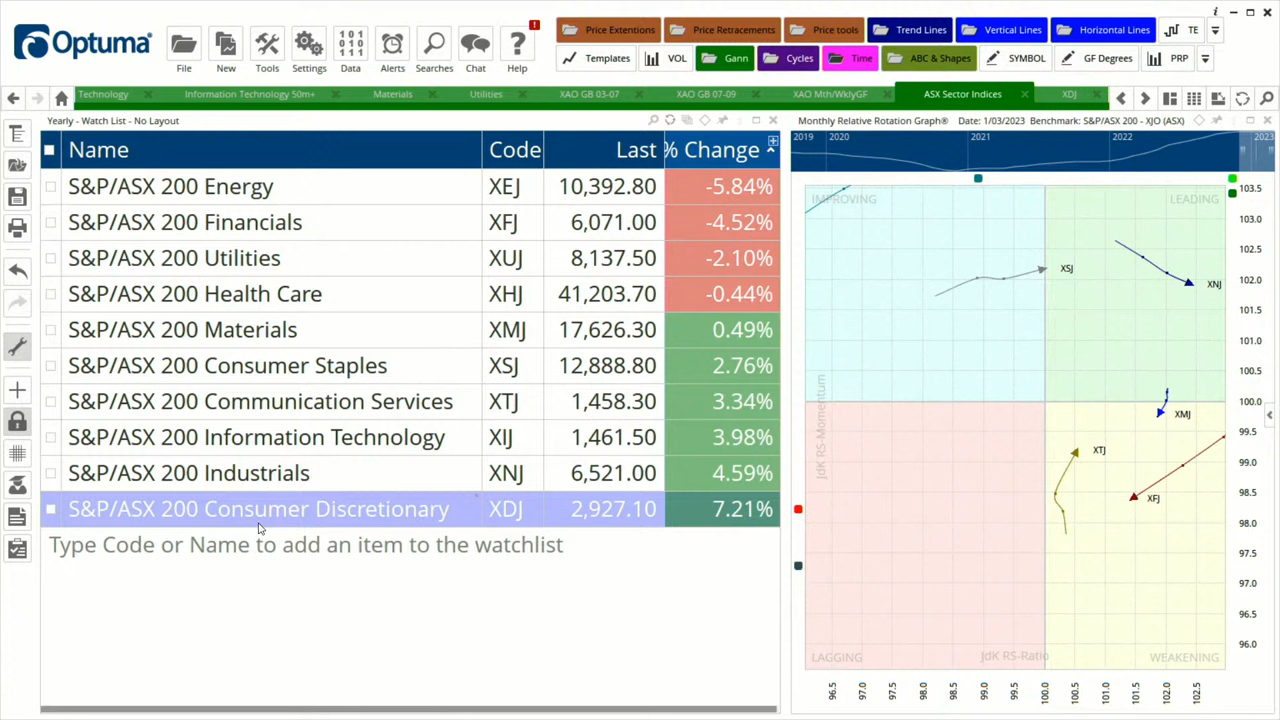 Optuma
File
New
Tools
Settings
Data
Alerts
Searches
Chat
Help
Price Extentions
Price Retracements
Price tools
Trend Lines
Vertical Lines
Horizontal Lines
TE
Templates
VOL
Gann
Cycles
Time
ABC & Shapes
SYMBOL
GF Degrees
PRP
Technology
Information Technology 50m+
Materials
Utilities
XAO GB 03-07
XAO GB 07-09
XAO Mth/WklyGF
ASX Sector Indices
XDJ
Yearly - Watch List - No Layout
Name Code Last % Change
S&P/ASX 200 Energy XEJ 10,392.80 -5.84%
S&P/ASX 200 Financials XFJ 6,071.00 -4.52%
S&P/ASX 200 Utilities XUJ 8,137.50 -2.10%
S&P/ASX 200 Health Care XHJ 41,203.70 -0.44%
S&P/ASX 200 Materials XMJ 17,626.30 0.49%
S&P/ASX 200 Consumer Staples XSJ 12,888.80 2.76%
S&P/ASX 200 Communication Services XTJ 1,458.30 3.34%
S&P/ASX 200 Information Technology XIJ 1,461.50 3.98%
S&P/ASX 200 Industrials XNJ 6,521.00 4.59%
S&P/ASX 200 Consumer Discretionary XDJ 2,927.10 7.21%
Type Code or Name to add an item to the watchlist
Monthly Relative Rotation Graph® Date: 1/03/2023 Benchmark: S&P/ASX 200 - XJO (ASX)
2019 2020 2021 2022 2023
IMPROVING
LEADING
XSJ
XNJ
XMJ
XTJ
XFJ
JdK RS-Momentum
LAGGING
JdK RS-Ratio
WEAKENING
103.5
103.0
102.5
102.0
101.5
101.0
100.5
100.0
99.5
99.0
98.5
98.0
97.5
97.0
96.5
96.0
96.5 97.0 97.5 98.0 98.5 99.0 99.5 100.0 100.5 101.0 101.5 102.0 102.5